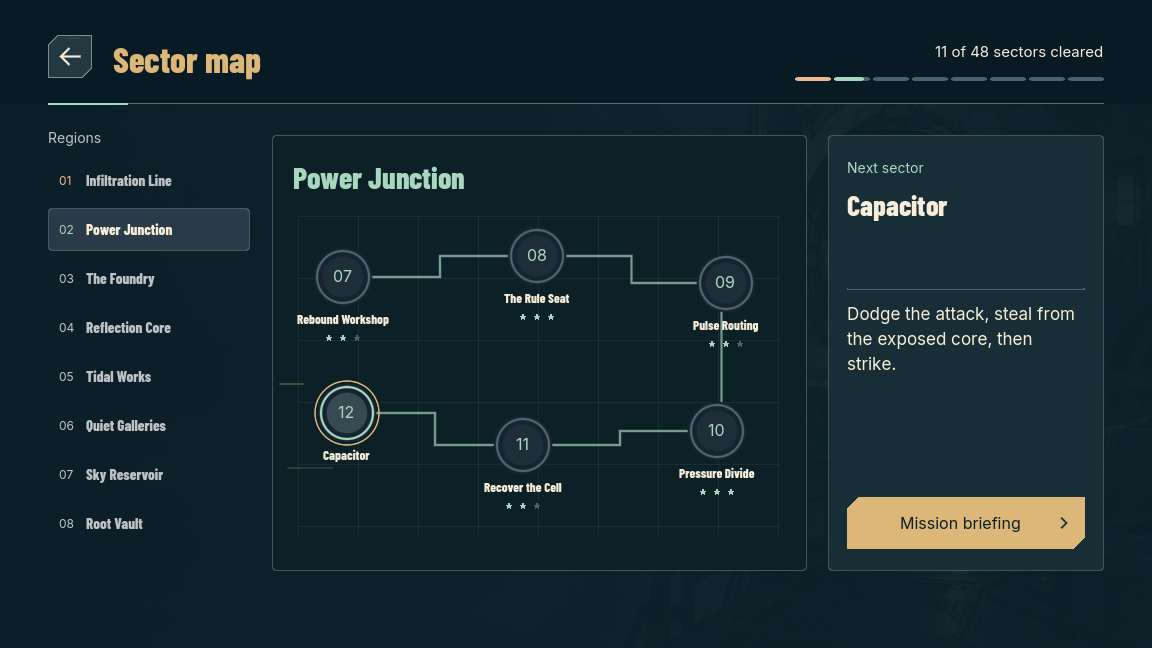 Sector map
11 of 48 sectors cleared
Regions
01 Infiltration Line
02 Power Junction
03 The Foundry
04 Reflection Core
05 Tidal Works
06 Quiet Galleries
07 Sky Reservoir
08 Root Vault
Power Junction
07
Rebound Workshop
08
The Rule Seat
09
Pulse Routing
12
Capacitor
11
Recover the Cell
10
Pressure Divide
Next sector
Capacitor
Dodge the attack, steal from
the exposed core, then
strike.
Mission briefing